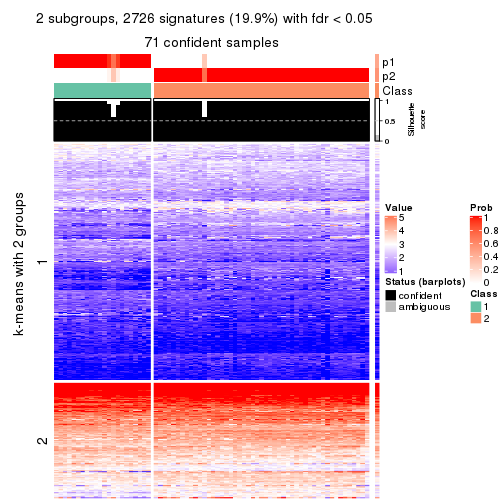 2 subgroups, 2726 signatures (19.9%) with fdr < 0.05
71 confident samples
p1
p2
Class
1
0.5
0
Silhouette
score
k-means with 2 groups
1
2
Value
5
4
3
2
1
Status (barplots)
confident
ambiguous
Prob
1
0.8
0.6
0.4
0.2
0
Class
1
2